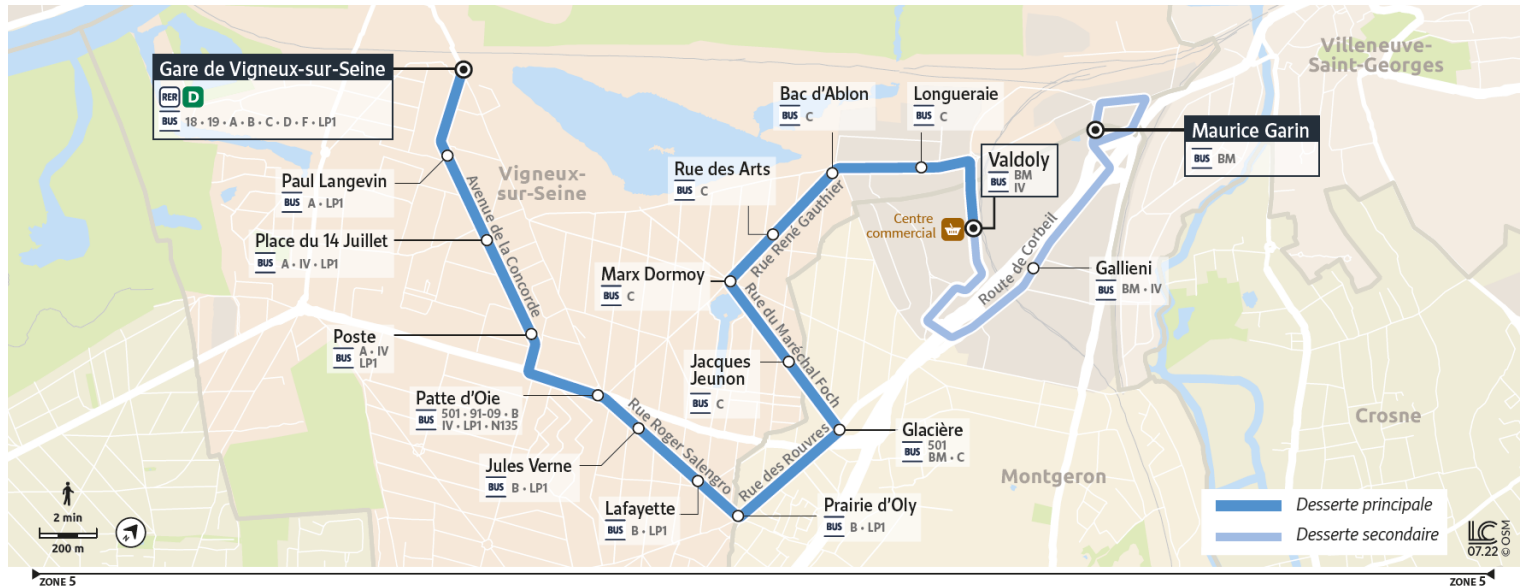 Villeneuve-
Saint-Georges
Gare de Vigneux-sur-Seine
RER D
BUS 18 • 19 • A • B • C • D • F • LP1
Bac d'Ablon
BUS C
Longueraie
BUS C
Maurice Garin
BUS BM
Valdoly
BUS BM
IV
Rue des Arts
BUS C
Paul Langevin
BUS A • LP1
Vigneux-
sur-Seine
Avenue de la Concorde
Rue René Gauthier
Centre
commercial
Place du 14 Juillet
BUS A • IV • LP1
Route de Corbeil
Marx Dormoy
BUS C
Gallieni
BUS BM • IV
Poste
BUS A • IV
LP1
Rue du Maréchal Foch
Jacques
Jeunon
BUS C
Patte d'Oie
BUS 501 • 91-09 • B
IV • LP1 • N135
Rue Roger Salengro
Glacière
BUS 501
BM • C
Crosne
Jules Verne
BUS B • LP1
Rue des Rouvres
Montgeron
Lafayette
BUS B • LP1
Prairie d'Oly
BUS B • LP1
2 min
200 m
N
Desserte principale
Desserte secondaire
LC
07.22
© OSM
ZONE 5
ZONE 5